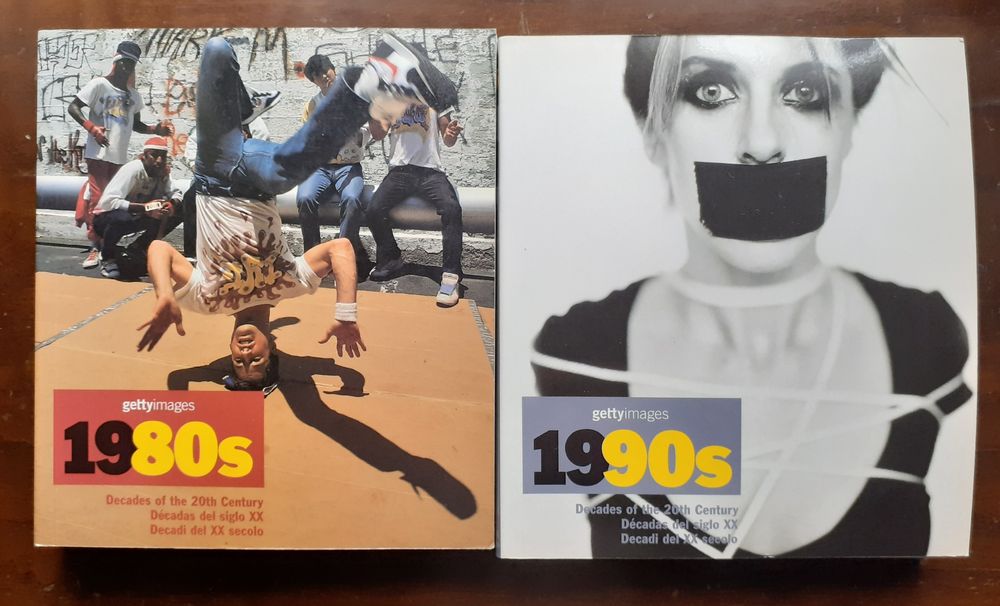 gettyimages
1980s
Decades of the 20th Century
Décadas del siglo XX
Decadi del XX secolo
gettyimages
1990s
Decades of the 20th Century
Décadas del siglo XX
Decadi del XX secolo